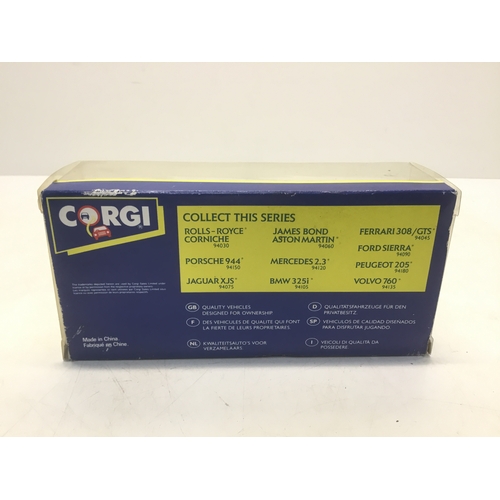 CORGI
COLLECT THIS SERIES
ROLLS-ROYCE CORNICHE 94030
JAMES BOND ASTON MARTIN 94060
FERRARI 308/GTS 94045
FORD SIERRA 94090
PORSCHE 944 94150
MERCEDES 2.3 94120
PEUGEOT 205 94180
JAGUAR XJS 94075
BMW 325i 94105
VOLVO 760 94135
GB QUALITY VEHICLES
DESIGNED FOR OWNERSHIP
D QUALITATSFAHRZEUGE FÜR DEN
PRIVATBESITZ
F DES VEHICULES DE QUALITE QUI FONT
LA FIERTE DE LEURS PROPRIETAIRES
SP VEHICULOS DE CALIDAD DISENADOS
PARA DISFRUTAR JUGANDO
NL KWALITEITSAUTO'S VOOR
VERZAMELAARS
I VEICOLI DI QUALITÀ DA
POSSEDERE
Made in China.
Fabriqué en Chine.